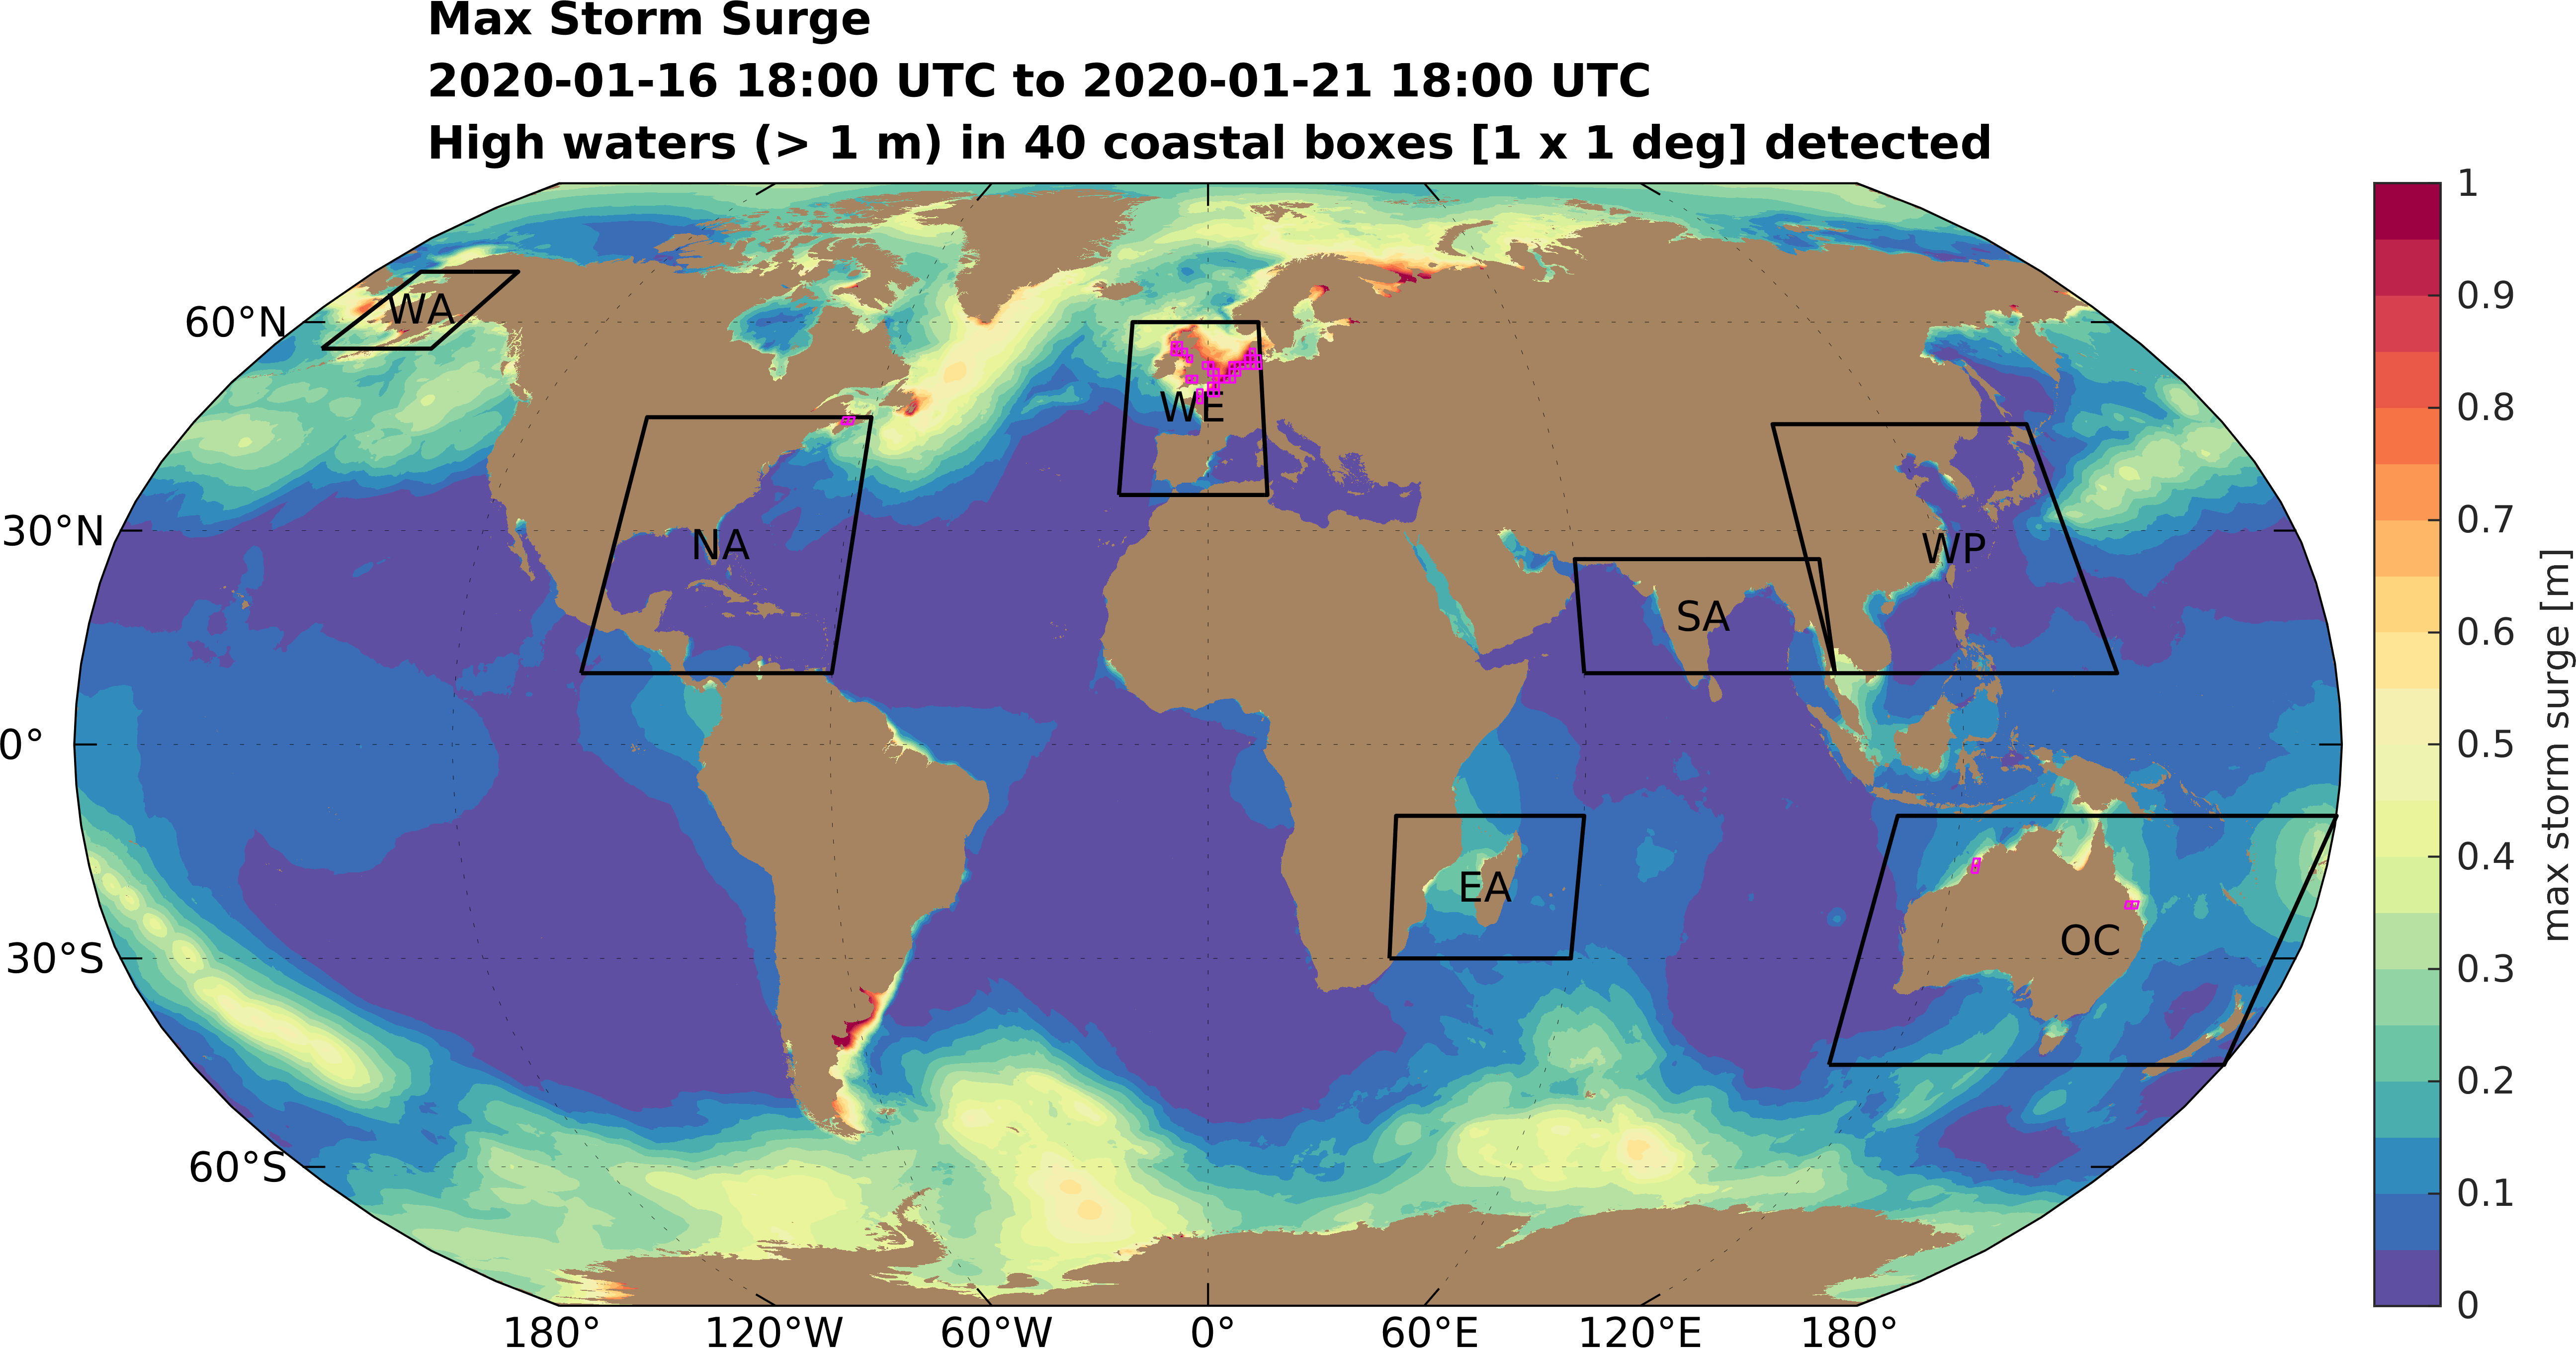 Max Storm Surge
2020-01-16 18:00 UTC to 2020-01-21 18:00 UTC
High waters (> 1 m) in 40 coastal boxes [1 x 1 deg] detected
60°N
30°N
0°
30°S
60°S
WA
NA
WE
SA
WP
EA
OC
180°
120°W
60°W
0°
60°E
120°E
180°
1
0.9
0.8
0.7
0.6
0.5
0.4
0.3
0.2
0.1
0
max storm surge [m]